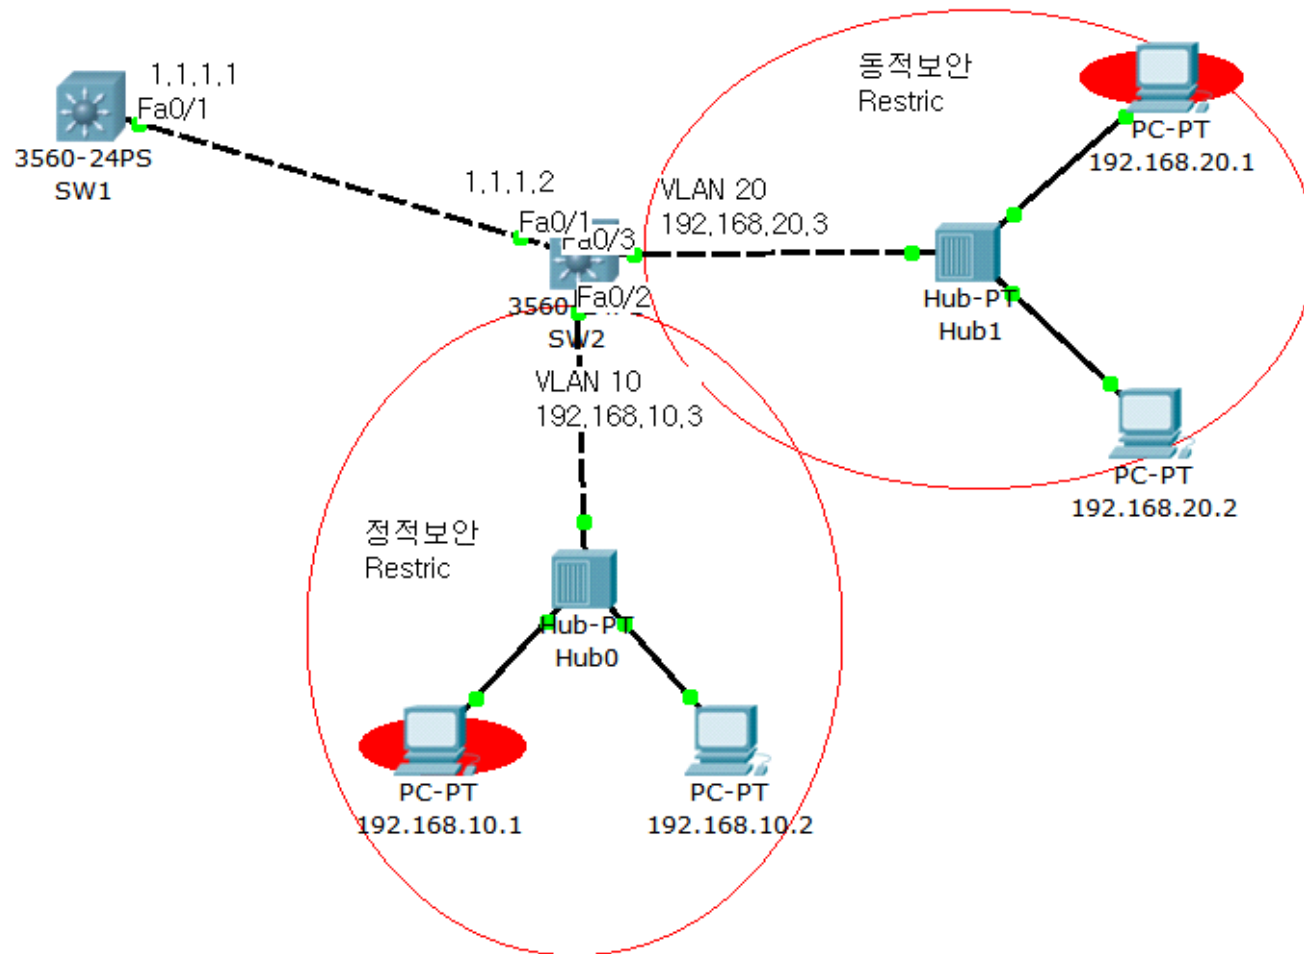 1.1.1.1
Fa0/1
3560-24PS
SW1
1.1.1.2
Fa0/1
Fa0/3
Fa0/2
3560
SW2
VLAN 20
192.168.20.3
동적보안
Restric
PC-PT
192.168.20.1
Hub-PT
Hub1
PC-PT
192.168.20.2
VLAN 10
192.168.10.3
정적보안
Restric
Hub-PT
Hub0
PC-PT
192.168.10.1
PC-PT
192.168.10.2